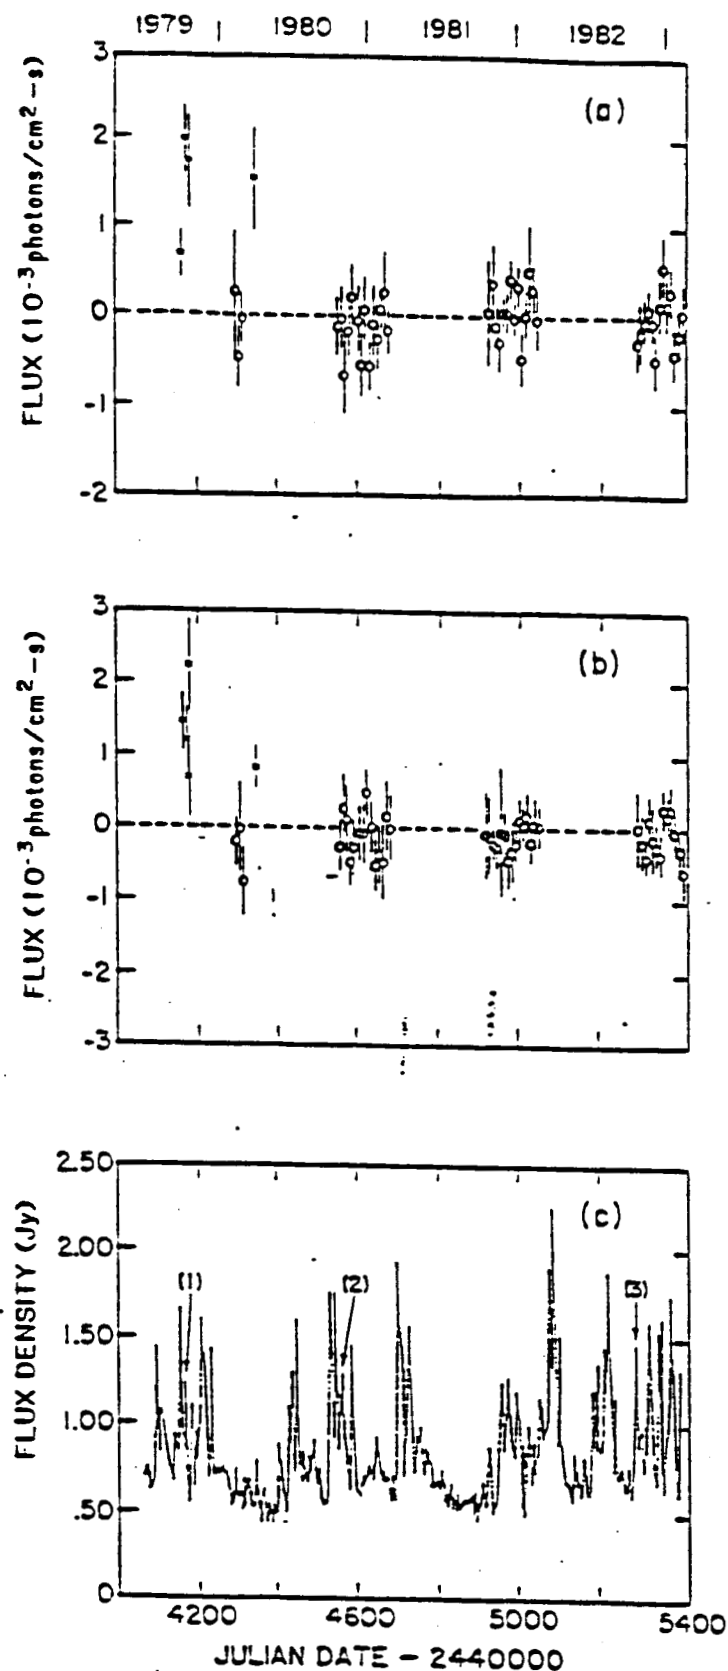 1979 | 1980 | 1981 | 1982 |
3
(a)
2
1
0
-1
-2
FLUX (10-3 photons/cm2-s)
3
(b)
2
1
0
-1
-2
-3
FLUX (10-3 photons/cm2-s)
2.50
(c)
2.00
(1) (2) (3)
1.50
1.00
.50
0
FLUX DENSITY (Jy)
4200 4600 5000 5400
JULIAN DATE - 2440000